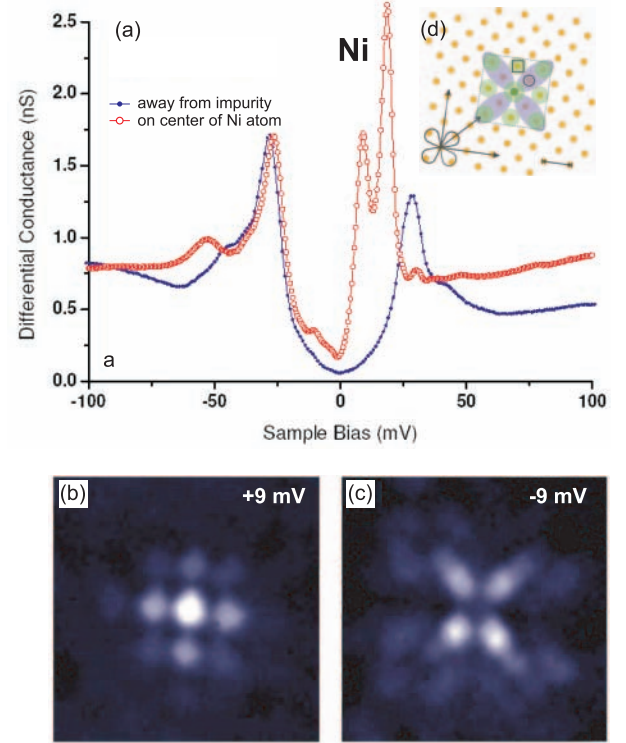 (a)
Ni
(d)
away from impurity
on center of Ni atom
Differential Conductance (nS)
2.5
2.0
1.5
1.0
0.5
0.0
a
-100
-50
0
50
100
Sample Bias (mV)
(b)
+9 mV
(c)
-9 mV